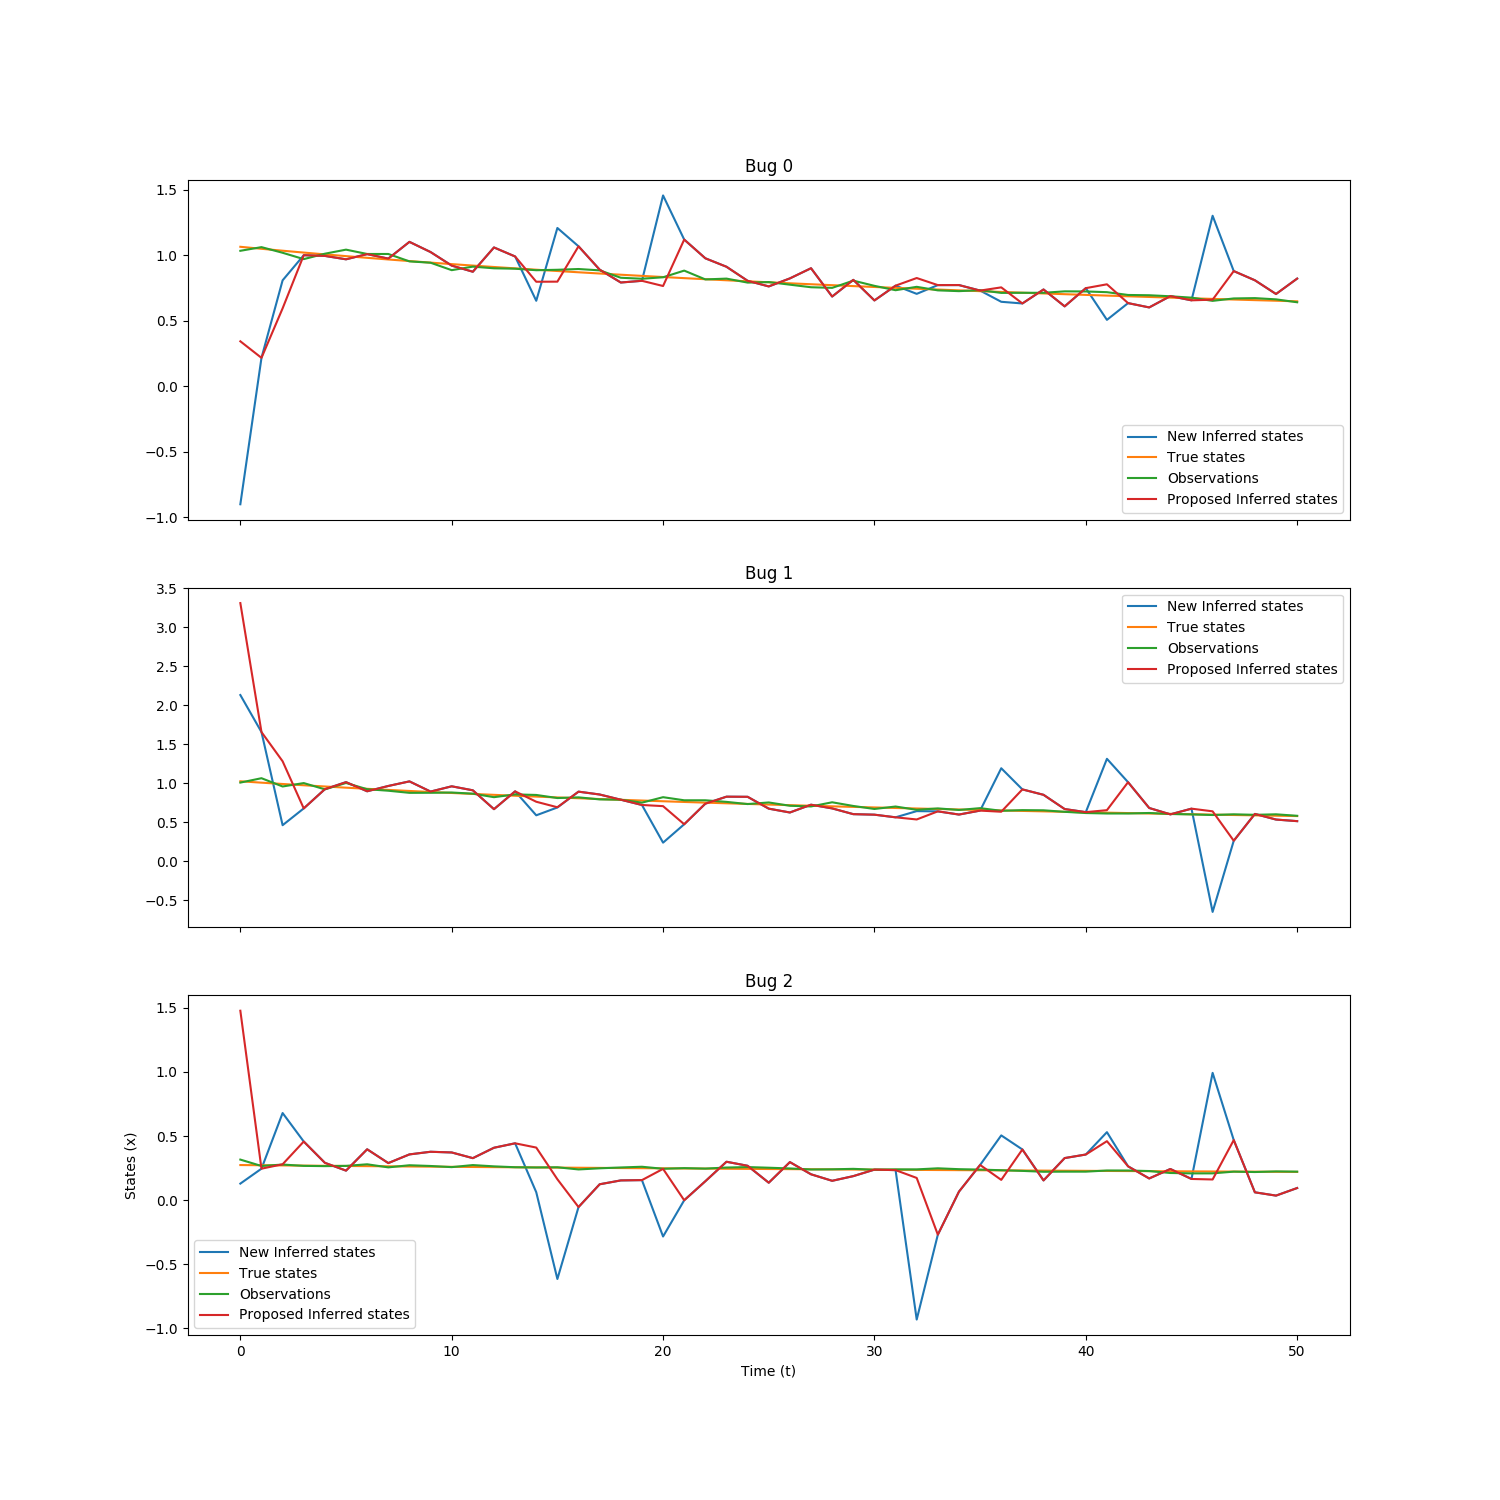 Bug 0
1.5
1.0
0.5
0.0
−0.5
−1.0
New Inferred states
True states
Observations
Proposed Inferred states
Bug 1
3.5
3.0
2.5
2.0
1.5
1.0
0.5
0.0
−0.5
New Inferred states
True states
Observations
Proposed Inferred states
Bug 2
1.5
1.0
0.5
0.0
−0.5
−1.0
States (x)
New Inferred states
True states
Observations
Proposed Inferred states
0 10 20 30 40 50
Time (t)